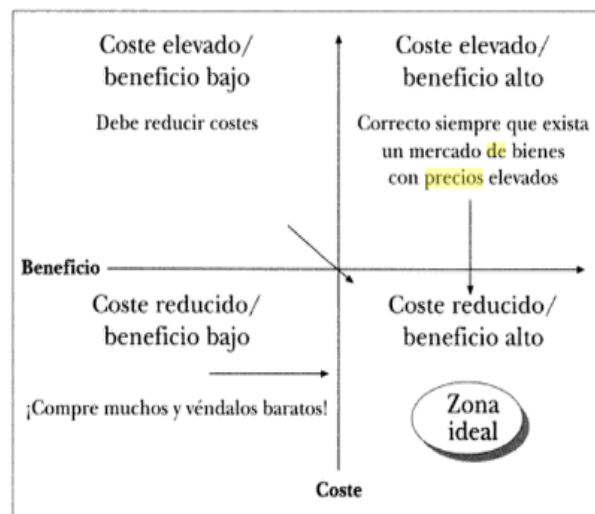 Coste elevado/
beneficio bajo
Debe reducir costes
Coste elevado/
beneficio alto
Correcto siempre que exista
un mercado de bienes
con precios elevados
Beneficio
Coste reducido/
beneficio bajo
¡Compre muchos y véndalos baratos!
Coste reducido/
beneficio alto
Zona
ideal
Coste